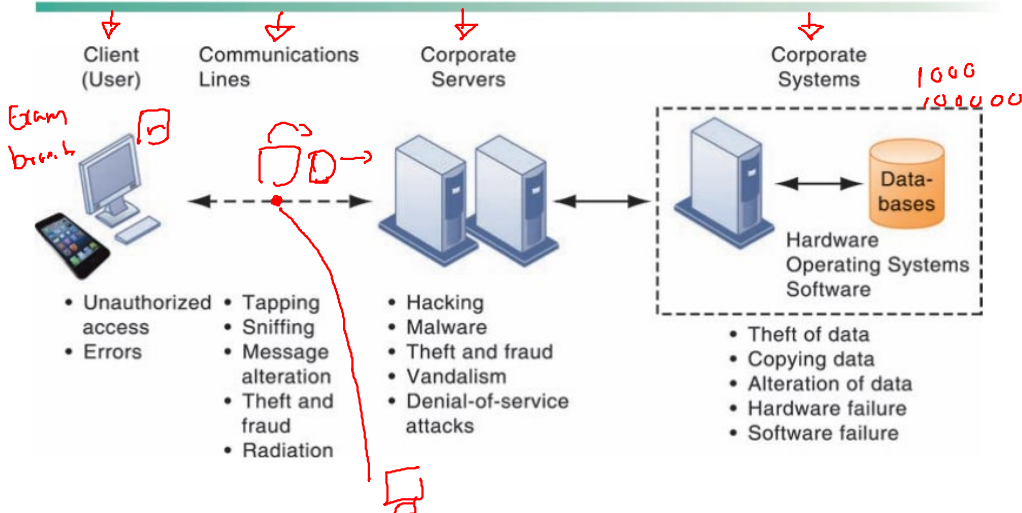 Client
(User)
Communications
Lines
Corporate
Servers
Corporate
Systems
1000
100000
Exam
Data-
bases
Hardware
Operating Systems
Software
• Unauthorized
access
• Errors
• Tapping
• Sniffing
• Message
alteration
• Theft and
fraud
• Radiation
• Hacking
• Malware
• Theft and fraud
• Vandalism
• Denial-of-service
attacks
• Theft of data
• Copying data
• Alteration of data
• Hardware failure
• Software failure